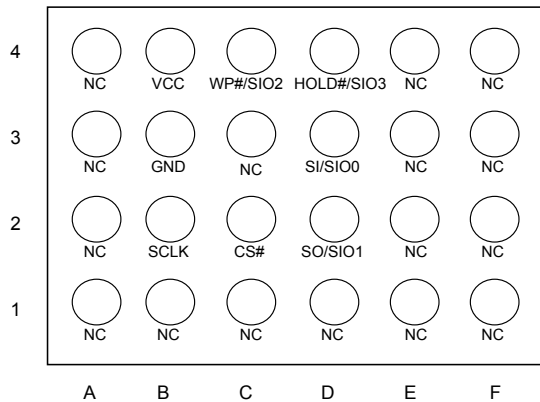 4
NC VCC WP#/SIO2 HOLD#/SIO3 NC NC
3
NC GND NC SI/SIO0 NC NC
2
NC SCLK CS# SO/SIO1 NC NC
1
NC NC NC NC NC NC
A B C D E F